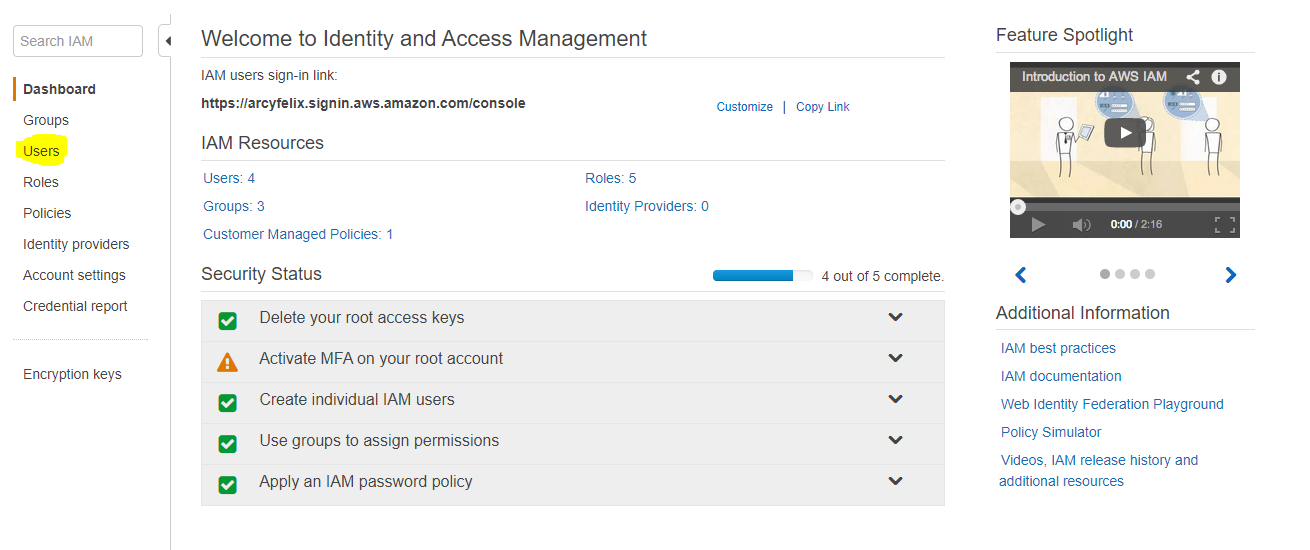 Search IAM
Dashboard
Groups
Users
Roles
Policies
Identity providers
Account settings
Credential report
Encryption keys
Welcome to Identity and Access Management
IAM users sign-in link:
https://arcyfelix.signin.aws.amazon.com/console
Customize | Copy Link
IAM Resources
Users: 4
Roles: 5
Groups: 3
Identity Providers: 0
Customer Managed Policies: 1
Security Status
4 out of 5 complete.
Delete your root access keys
Activate MFA on your root account
Create individual IAM users
Use groups to assign permissions
Apply an IAM password policy
Feature Spotlight
Introduction to AWS IAM
0:00 / 2:16
Additional Information
IAM best practices
IAM documentation
Web Identity Federation Playground
Policy Simulator
Videos, IAM release history and
additional resources